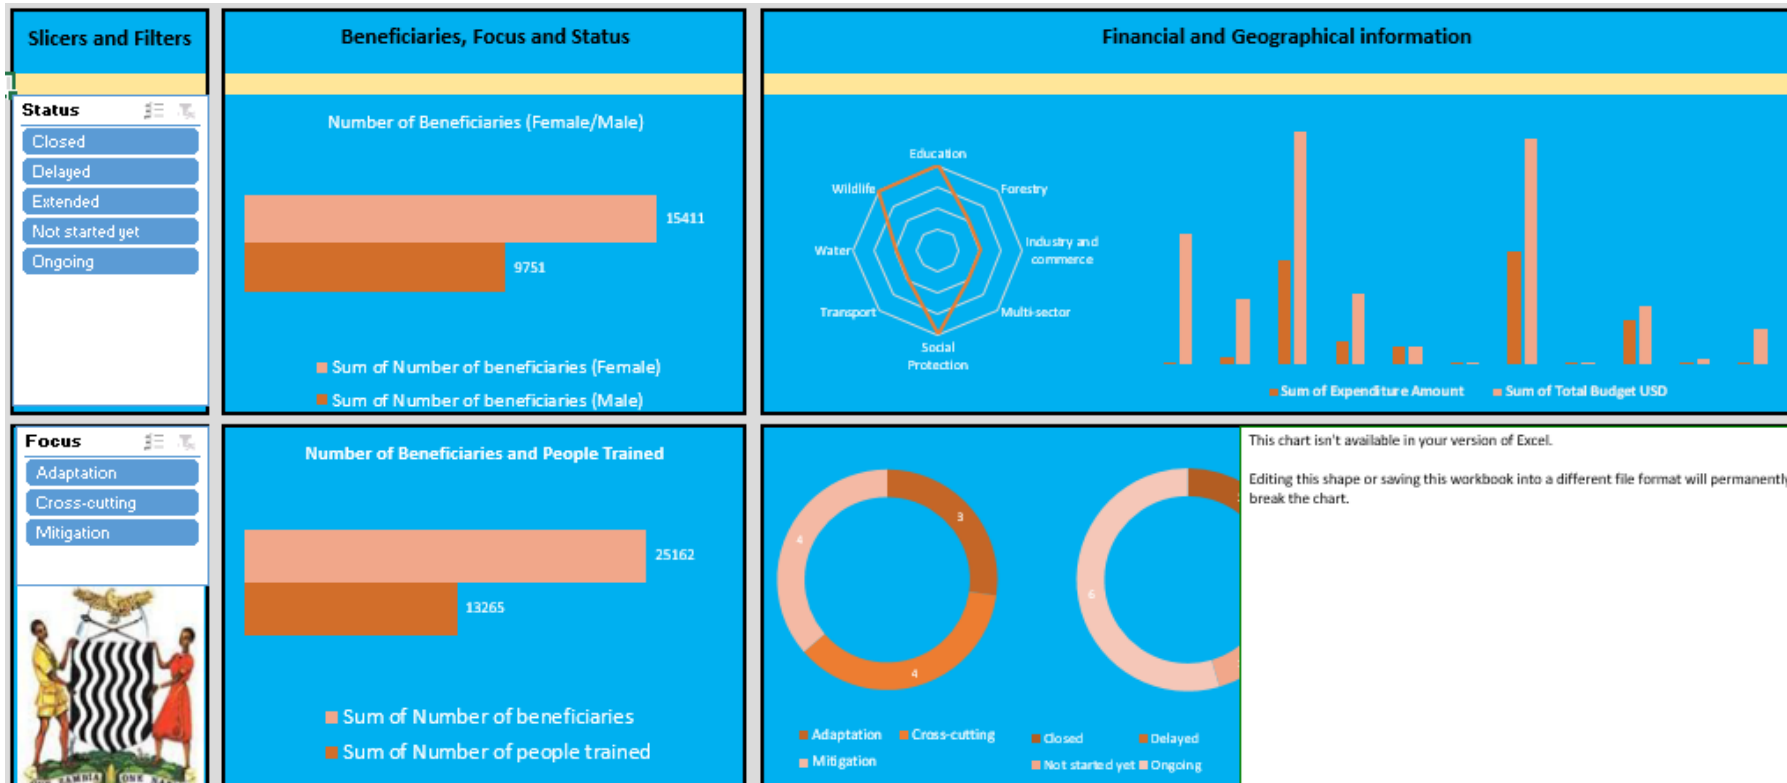 Slicers and Filters
Beneficiaries, Focus and Status
Financial and Geographical information
Status
Closed
Delayed
Extended
Not started yet
Ongoing
Number of Beneficiaries (Female/Male)
15411
9751
Sum of Number of beneficiaries (Female)
Sum of Number of beneficiaries (Male)
Education
Wildlife
Forestry
Water
Industry and
commerce
Transport
Multi-sector
Social
Protection
Sum of Expenditure Amount
Sum of Total Budget USD
Focus
Adaptation
Cross-cutting
Mitigation
ZAMBIA ONE
Number of Beneficiaries and People Trained
25162
13265
Sum of Number of beneficiaries
Sum of Number of people trained
3
4
4
Adaptation Cross-cutting
Mitigation
6
Closed Delayed
Not started yet Ongoing
This chart isn't available in your version of Excel.
Editing this shape or saving this workbook into a different file format will permanently
break the chart.